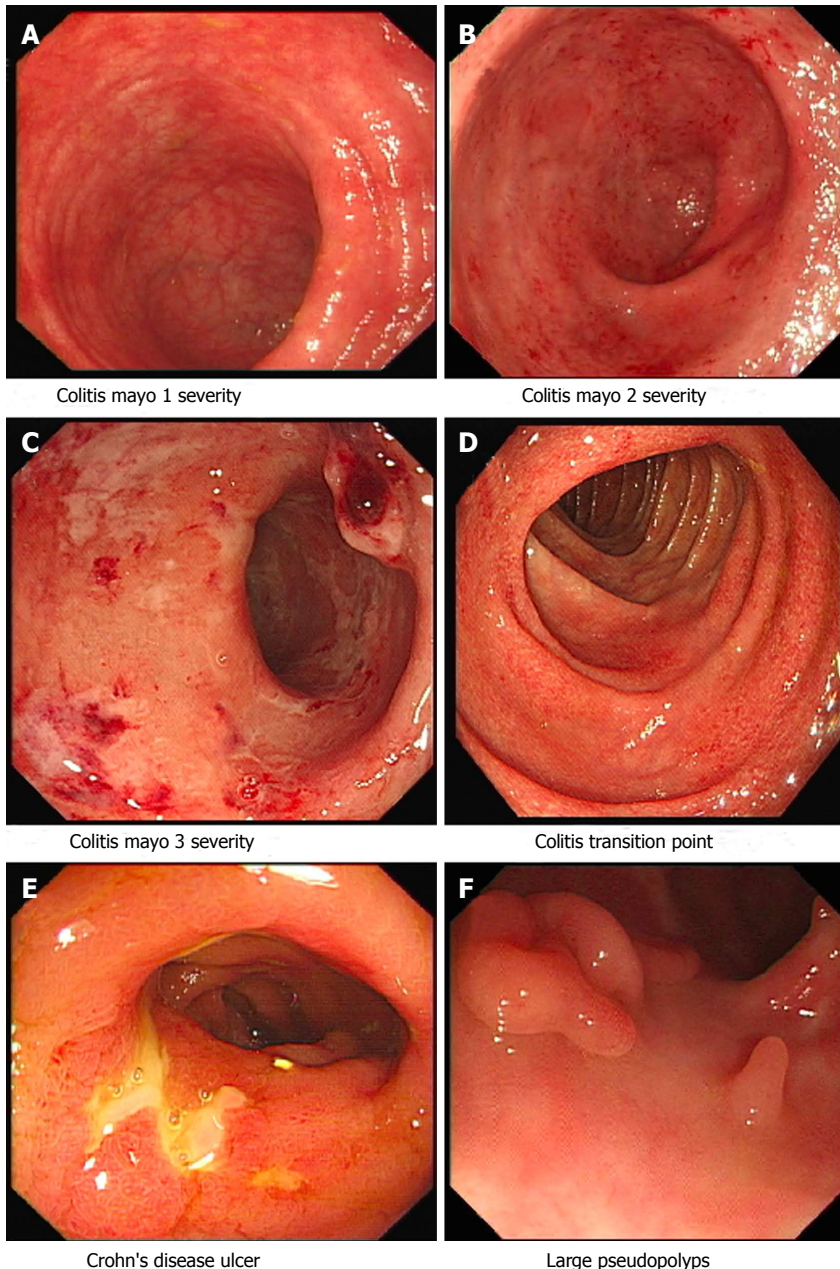 A
B
Colitis mayo 1 severity
Colitis mayo 2 severity
C
D
Colitis mayo 3 severity
Colitis transition point
E
F
Crohn's disease ulcer
Large pseudopolyps